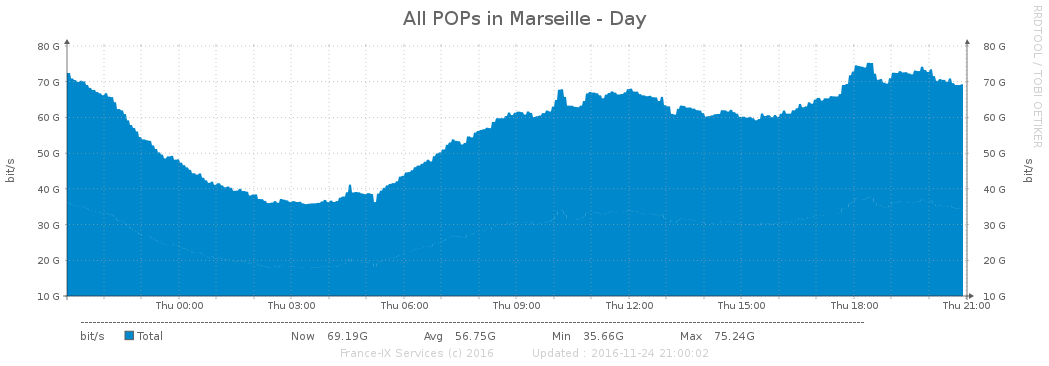 All POPs in Marseille - Day
RRDTOOL / TOBI OETIKER
80 G 80 G
70 G 70 G
60 G 60 G
50 G 50 G
40 G 40 G
30 G 30 G
20 G 20 G
10 G 10 G
bit/s
bit/s
Thu 00:00 Thu 03:00 Thu 06:00 Thu 09:00 Thu 12:00 Thu 15:00 Thu 18:00 Thu 21:00
bit/s Total Now 69.19G Avg 56.75G Min 35.66G Max 75.24G
France-IX Services (c) 2016 Updated : 2016-11-24 21:00:02